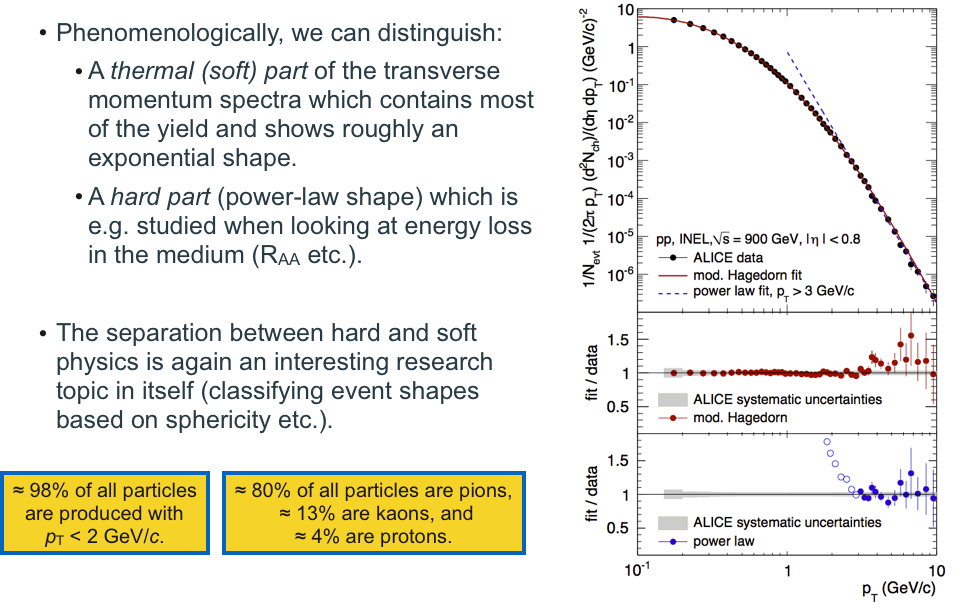 • Phenomenologically, we can distinguish:
• A thermal (soft) part of the transverse
momentum spectra which contains most
of the yield and shows roughly an
exponential shape.
• A hard part (power-law shape) which is
e.g. studied when looking at energy loss
in the medium (RAA etc.).
• The separation between hard and soft
physics is again an interesting research
topic in itself (classifying event shapes
based on sphericity etc.).
≈ 98% of all particles
are produced with
pT < 2 GeV/c.
≈ 80% of all particles are pions,
≈ 13% are kaons, and
≈ 4% are protons.
1/Nevt 1/(2π pT) (d²Nch)/(dη dpT) (GeV/c)⁻²
10
1
10⁻¹
10⁻²
10⁻³
10⁻⁴
10⁻⁵
10⁻⁶
pp, INEL,√s = 900 GeV, |η| < 0.8
ALICE data
mod. Hagedorn fit
power law fit, pT > 3 GeV/c
fit / data
1.5
1
0.5
ALICE systematic uncertainties
mod. Hagedorn
fit / data
1.5
1
0.5
ALICE systematic uncertainties
power law
10⁻¹ 1 10
pT (GeV/c)